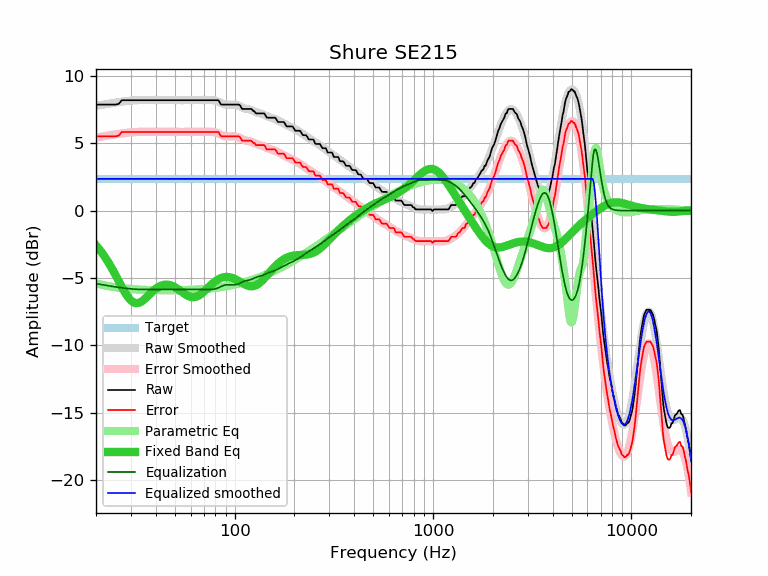 Shure SE215
Amplitude (dBr)
10
5
0
−5
−10
−15
−20
Target
Raw Smoothed
Error Smoothed
Raw
Error
Parametric Eq
Fixed Band Eq
Equalization
Equalized smoothed
100
1000
10000
Frequency (Hz)